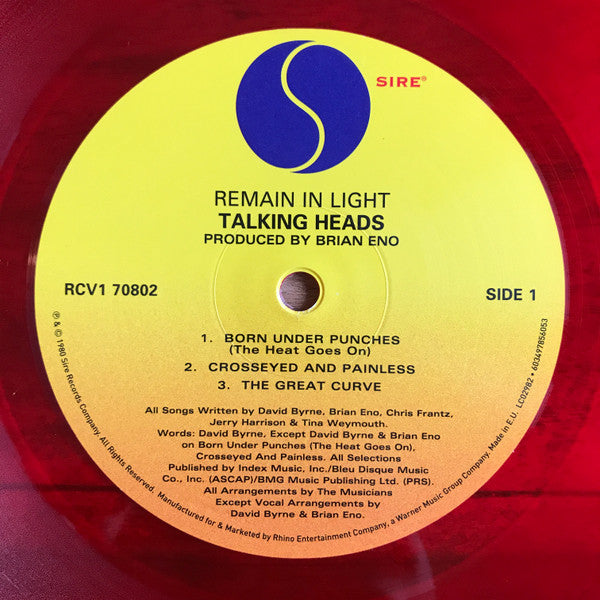 SIRE®
REMAIN IN LIGHT
TALKING HEADS
PRODUCED BY BRIAN ENO
RCV1 70802
SIDE 1
1. BORN UNDER PUNCHES
(The Heat Goes On)
2. CROSSEYED AND PAINLESS
3. THE GREAT CURVE
All Songs Written by David Byrne, Brian Eno, Chris Frantz,
Jerry Harrison & Tina Weymouth.
Words: David Byrne, Except David Byrne & Brian Eno
on Born Under Punches (The Heat Goes On),
Crosseyed And Painless. All Selections
Published by Index Music, Inc./Bleu Disque Music
Co., Inc. (ASCAP)/BMG Music Publishing Ltd. (PRS).
All Arrangements by The Musicians
Except Vocal Arrangements by
David Byrne & Brian Eno.
℗ & © 1980 Sire Records Company. All Rights Reserved. Manufactured for & Marketed by Rhino Entertainment Company, a Warner Music Group Company. Made in E.U. LC02982 • 603497856053